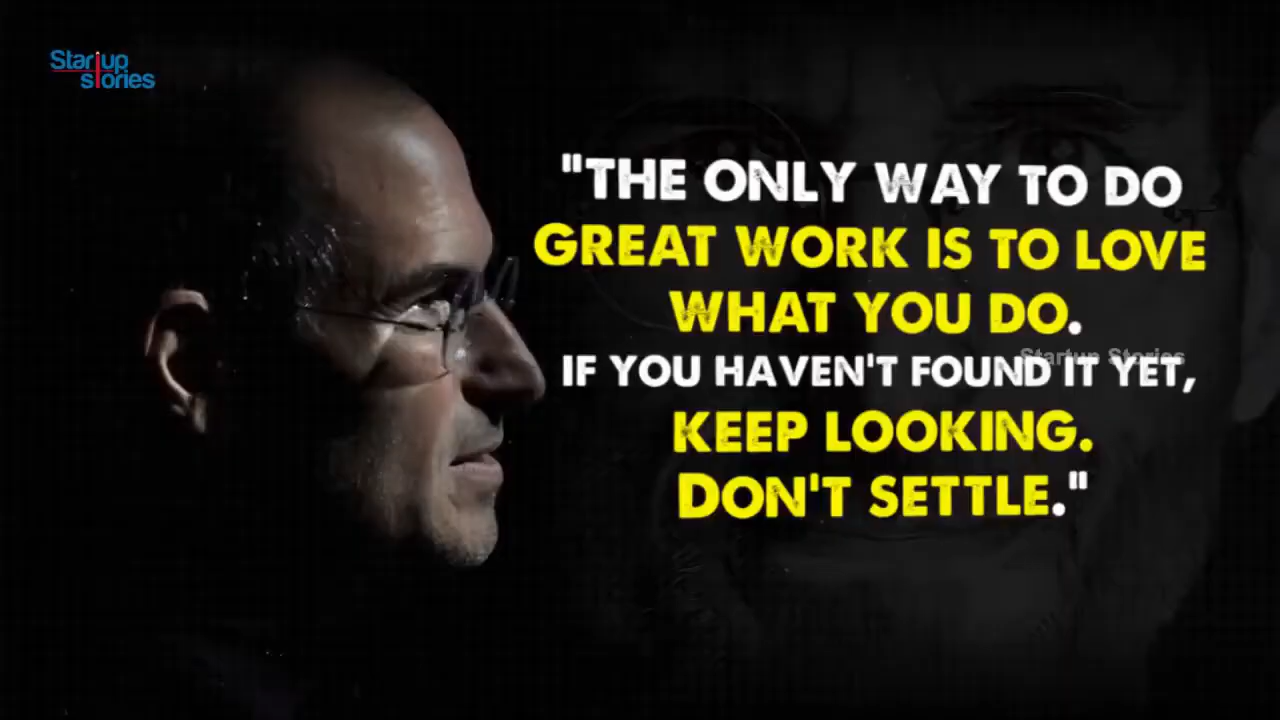 Startup
stories
"THE ONLY WAY TO DO
GREAT WORK IS TO LOVE
WHAT YOU DO.
Startup Stories
IF YOU HAVEN'T FOUND IT YET,
KEEP LOOKING.
DON'T SETTLE."